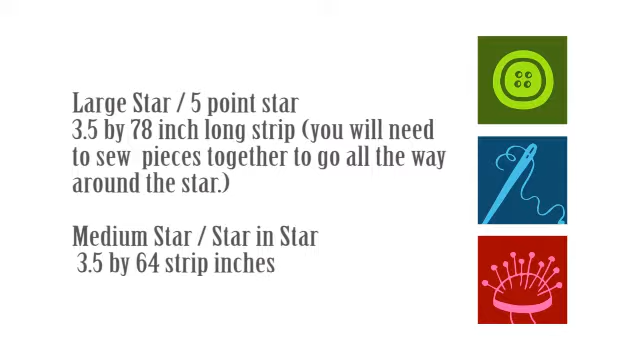 Large Star / 5 point star
3.5 by 78 inch long strip (you will need
to sew  pieces together to go all the way
around the star.)
Medium Star / Star in Star
3.5 by 64 strip inches